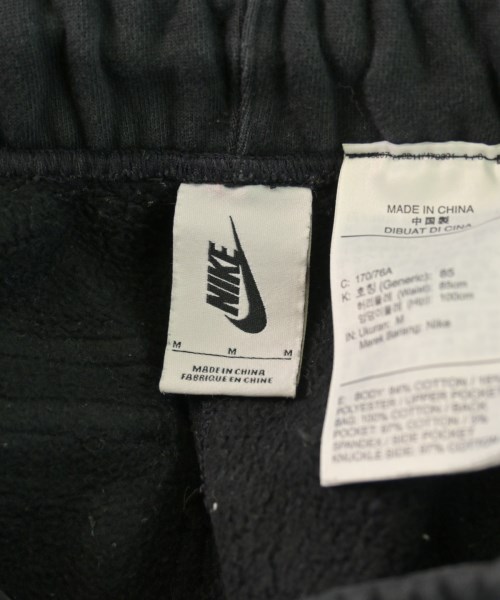 NIKE
M M M
MADE IN CHINA
FABRIQUE EN CHINE
MADE IN CHINA
中国製
DIBUAT DI CINA
C: 170/76A
K: 호칭 (Generic): 85
허리둘레 (Waist): 85cm
엉덩이둘레 (Hip): 100cm
IN: Ukuran: M
Merek Barang: Nike
E: BODY 84% COTTON /
POLYESTER / UPPER POCKET
BAG 100% COTTON / BACK
POCKET 97% COTTON /
SPANDEX / SIDE POCKET
KNUCKLE SIDE 97% COTTON /